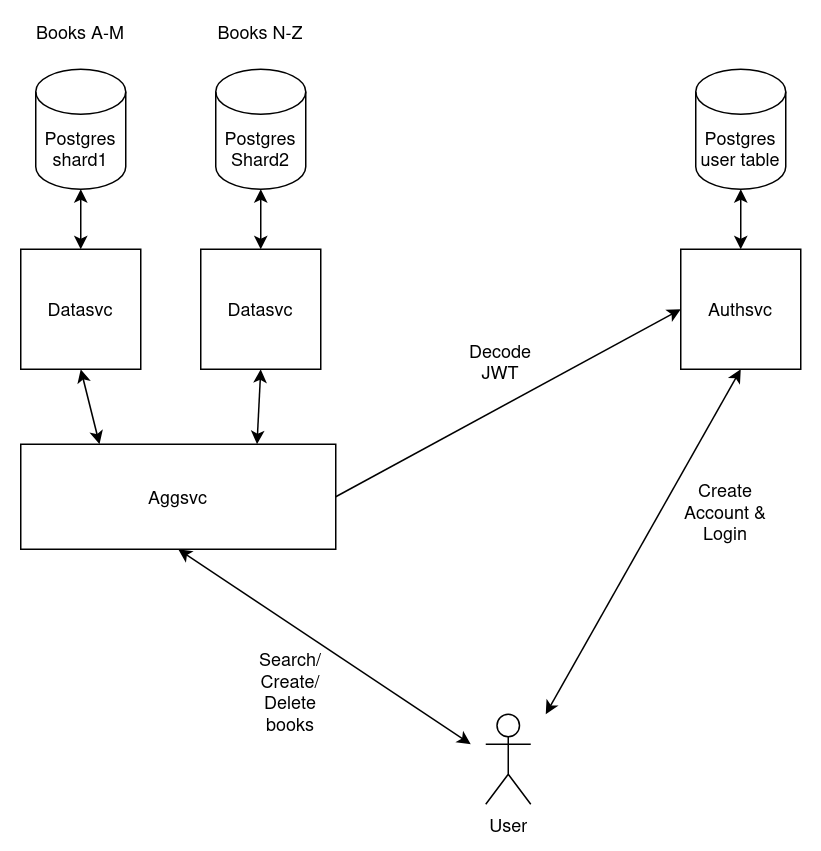 Books A-M
Books N-Z
Postgres
shard1
Postgres
Shard2
Postgres
user table
Datasvc
Datasvc
Authsvc
Decode
JWT
Aggsvc
Create
Account &
Login
Search/
Create/
Delete
books
User